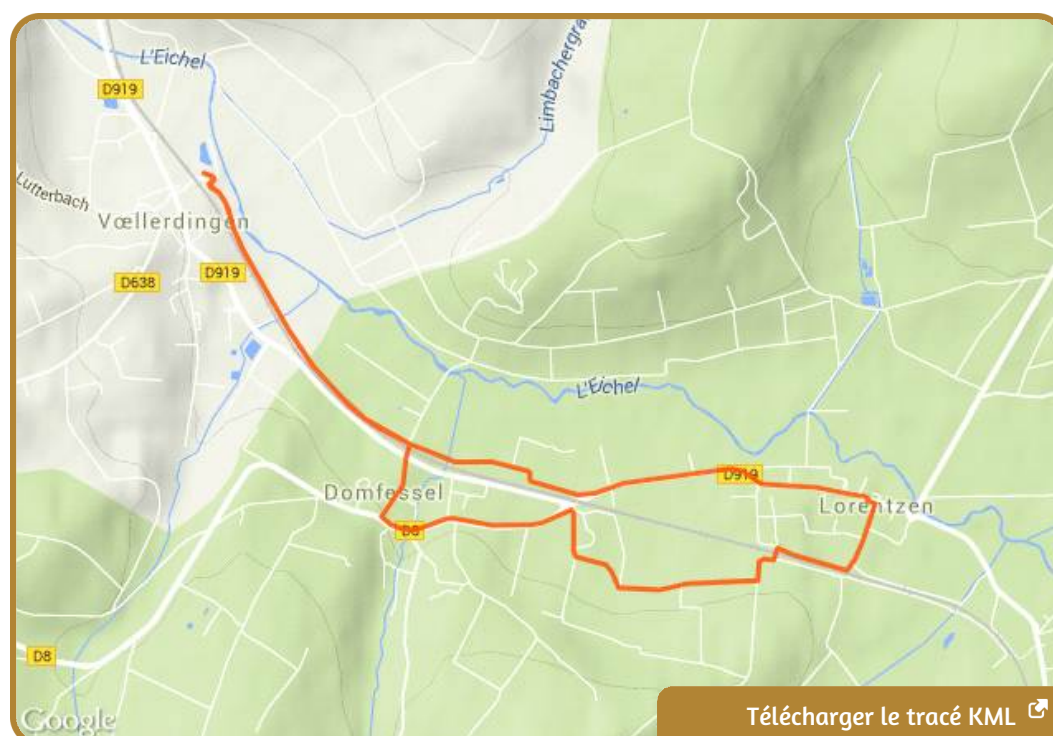 L'Eichel
D919
Limbachergra
Lutterbach
Vœllerdingen
D919
D638
L'Eichel
D919
Domfessel
Lorentzen
D8
D8
Google
Télécharger le tracé KML